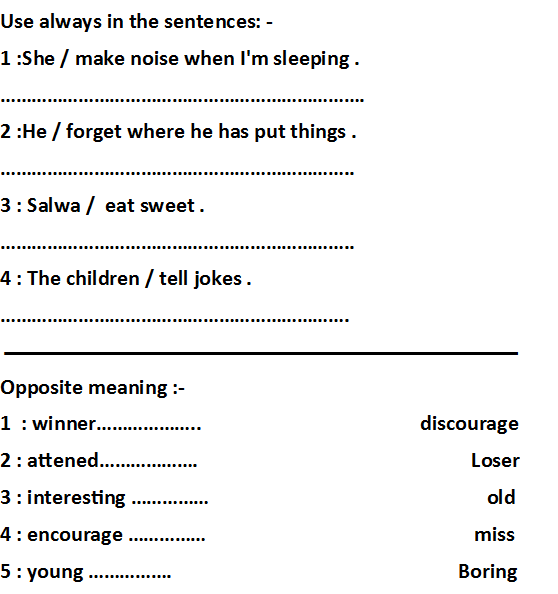 Use always in the sentences: -
1 :She / make noise when I'm sleeping .
......................................................................
2 :He / forget where he has put things .
....................................................................
3 : Salwa /  eat sweet .
....................................................................
4 : The children / tell jokes .
...................................................................
Opposite meaning :-
1  : winner.................... discourage
2 : attened................... Loser
3 : interesting ............... old
4 : encourage ............... miss
5 : young ................ Boring